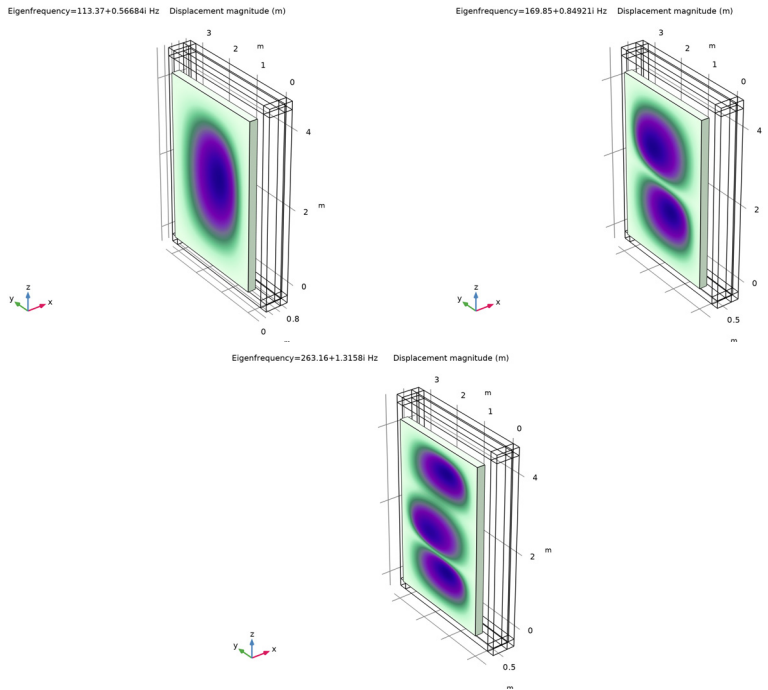 Eigenfrequency=113.37+0.56684i Hz Displacement magnitude (m)
3
m
2
1
0
4
2
m
0
0.8
0
z
y
x
Eigenfrequency=169.85+0.84921i Hz Displacement magnitude (m)
3
m
2
1
0
4
2
0
0.5
m
z
y
x
Eigenfrequency=263.16+1.3158i Hz Displacement magnitude (m)
3
m
2
1
0
4
2
m
0
0.5
z
y
x